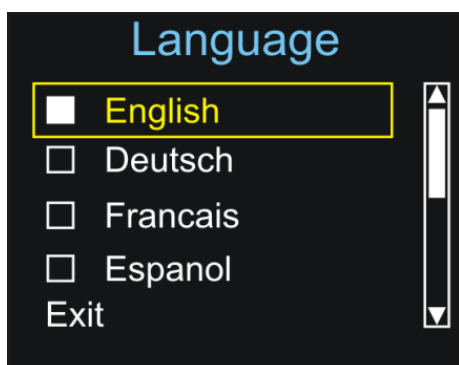 Language
English
Deutsch
Francais
Espanol
Exit